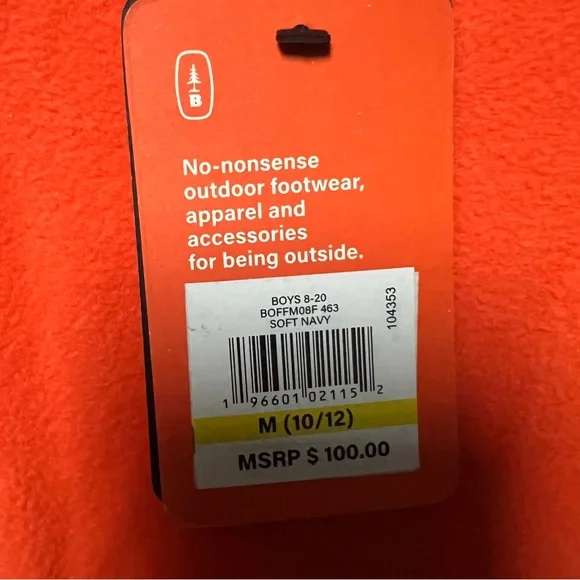 B
No-nonsense
outdoor footwear,
apparel and
accessories
for being outside.
BOYS 8-20
BOFFM08F 463
SOFT NAVY
104353
1 96601 02115 2
M (10/12)
MSRP $ 100.00